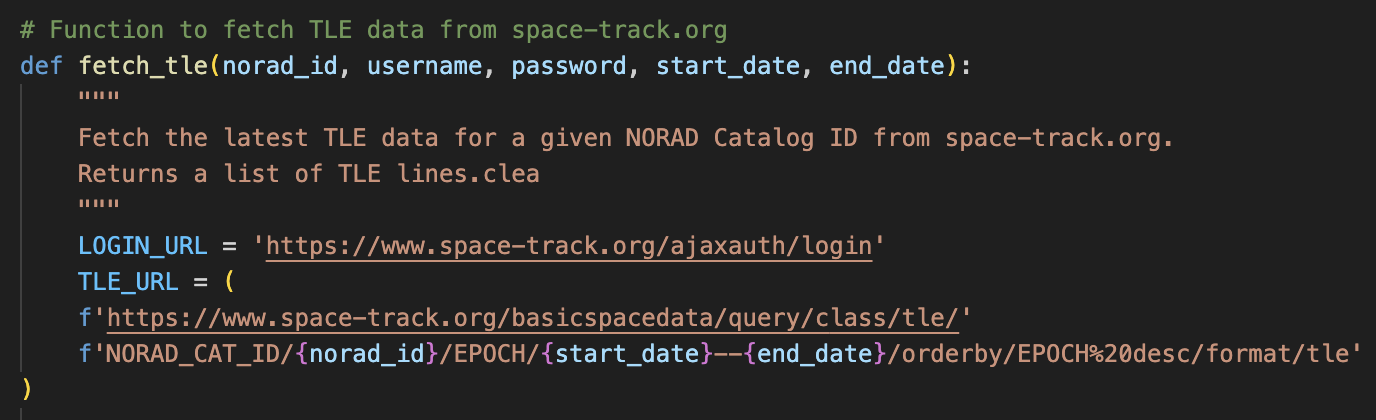 # Function to fetch TLE data from space-track.org
def fetch_tle(norad_id, username, password, start_date, end_date):
    """
    Fetch the latest TLE data for a given NORAD Catalog ID from space-track.org.
    Returns a list of TLE lines.clea
    """
    LOGIN_URL = 'https://www.space-track.org/ajaxauth/login'
    TLE_URL = (
    f'https://www.space-track.org/basicspacedata/query/class/tle/'
    f'NORAD_CAT_ID/{norad_id}/EPOCH/{start_date}--{end_date}/orderby/EPOCH%20desc/format/tle'
)